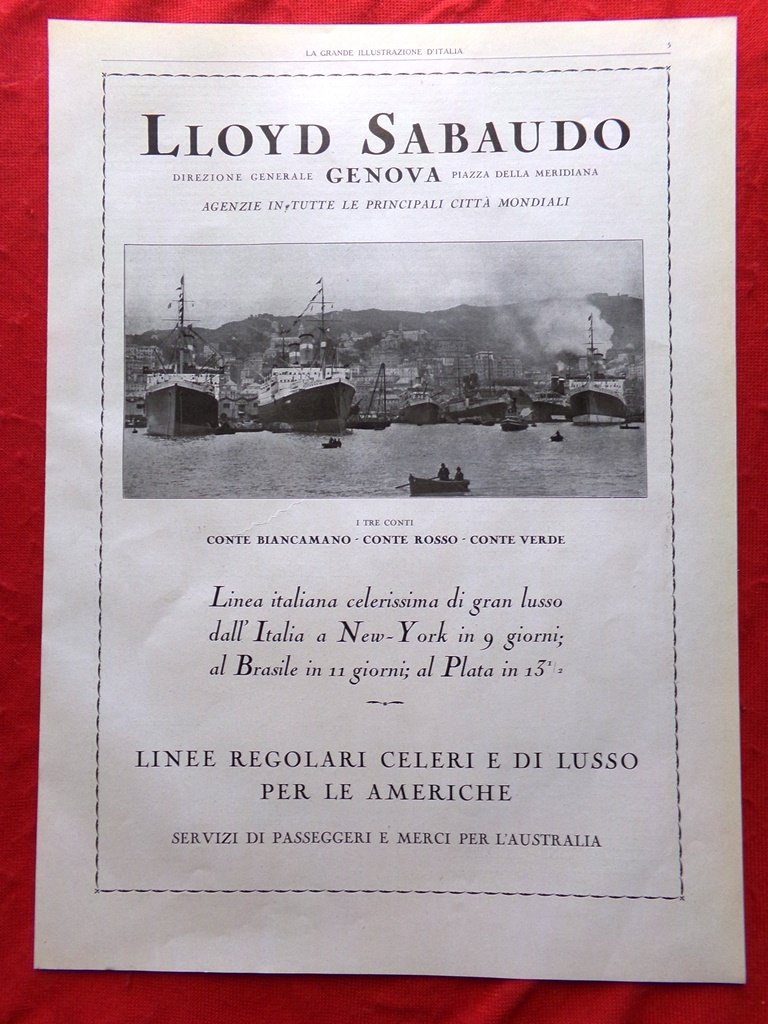 LA GRANDE ILLUSTRAZIONE D'ITALIA 5
LLOYD SABAUDO
DIREZIONE GENERALE GENOVA PIAZZA DELLA MERIDIANA
AGENZIE IN TUTTE LE PRINCIPALI CITTÀ MONDIALI
I TRE CONTI
CONTE BIANCAMANO - CONTE ROSSO - CONTE VERDE
Linea italiana celerissima di gran lusso
dall'Italia a New-York in 9 giorni;
al Brasile in 11 giorni; al Plata in 13 1/2
LINEE REGOLARI CELERI E DI LUSSO
PER LE AMERICHE
SERVIZI DI PASSEGGERI E MERCI PER L'AUSTRALIA